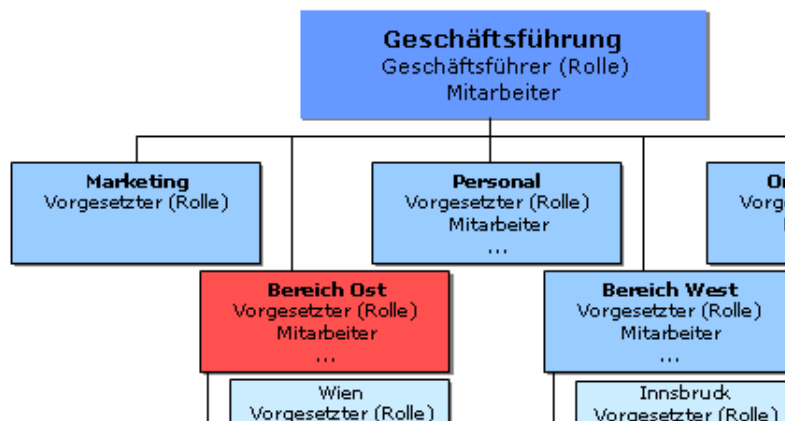 Geschäftsführung
Geschäftsführer (Rolle)
Mitarbeiter
Marketing
Vorgesetzter (Rolle)
Personal
Vorgesetzter (Rolle)
Mitarbeiter
...
Bereich Ost
Vorgesetzter (Rolle)
Mitarbeiter
...
Bereich West
Vorgesetzter (Rolle)
Mitarbeiter
...
Wien
Vorgesetzter (Rolle)
Innsbruck
Vorgesetzter (Rolle)